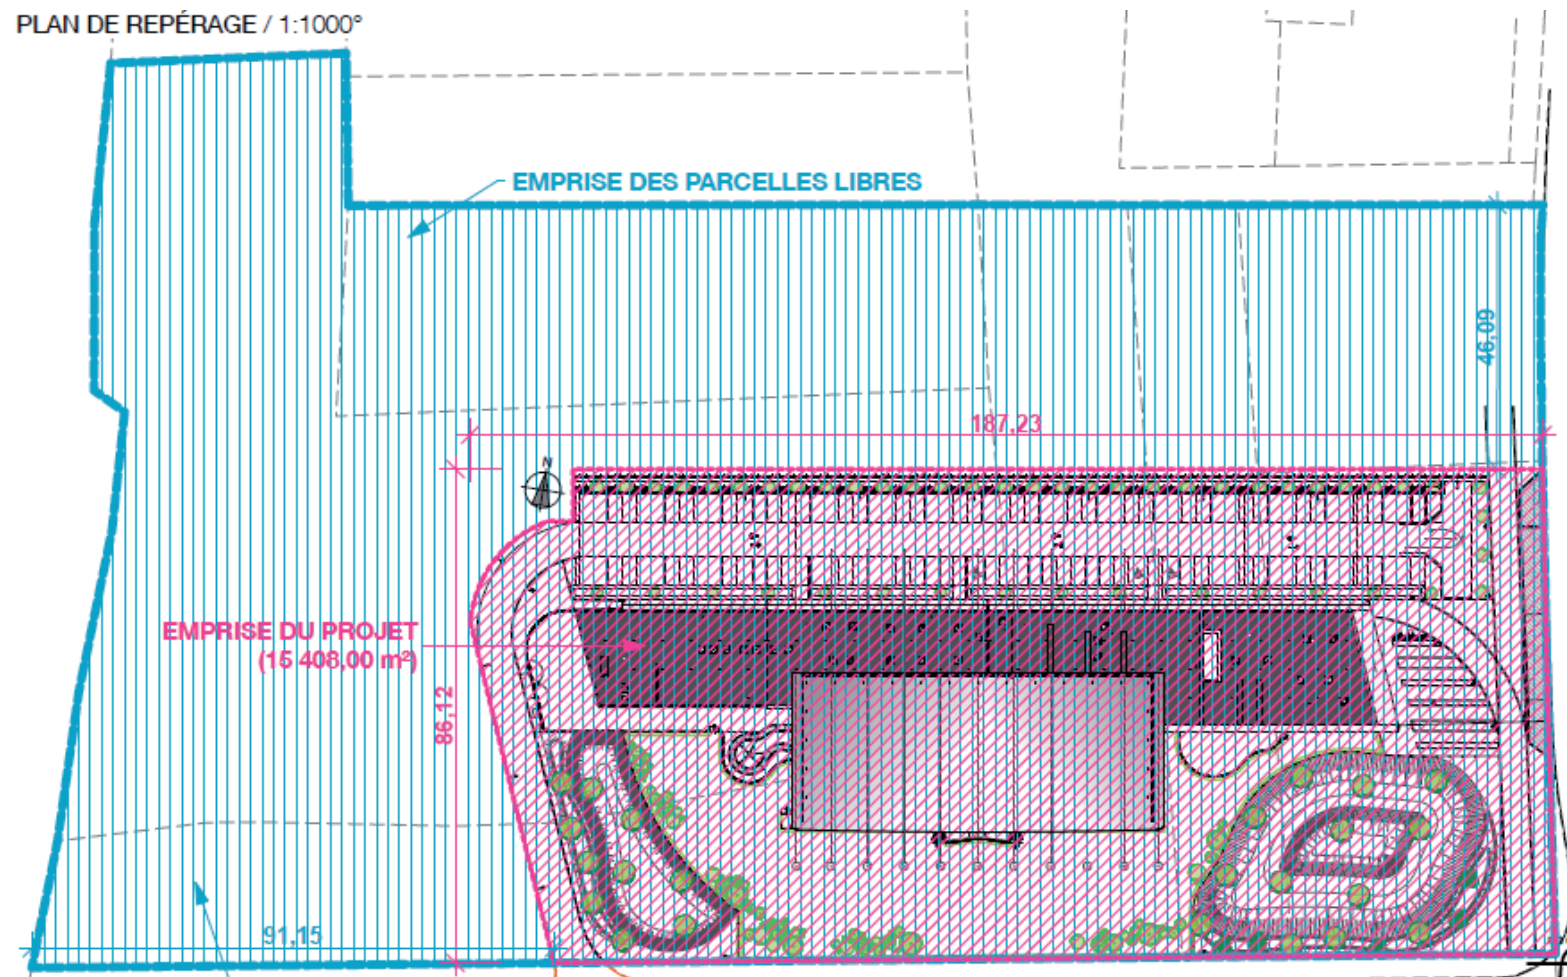 PLAN DE REPÉRAGE / 1:1000°
EMPRISE DES PARCELLES LIBRES
46,09
187,23
N
EMPRISE DU PROJET
(15 408,00 m²)
86,12
91,15